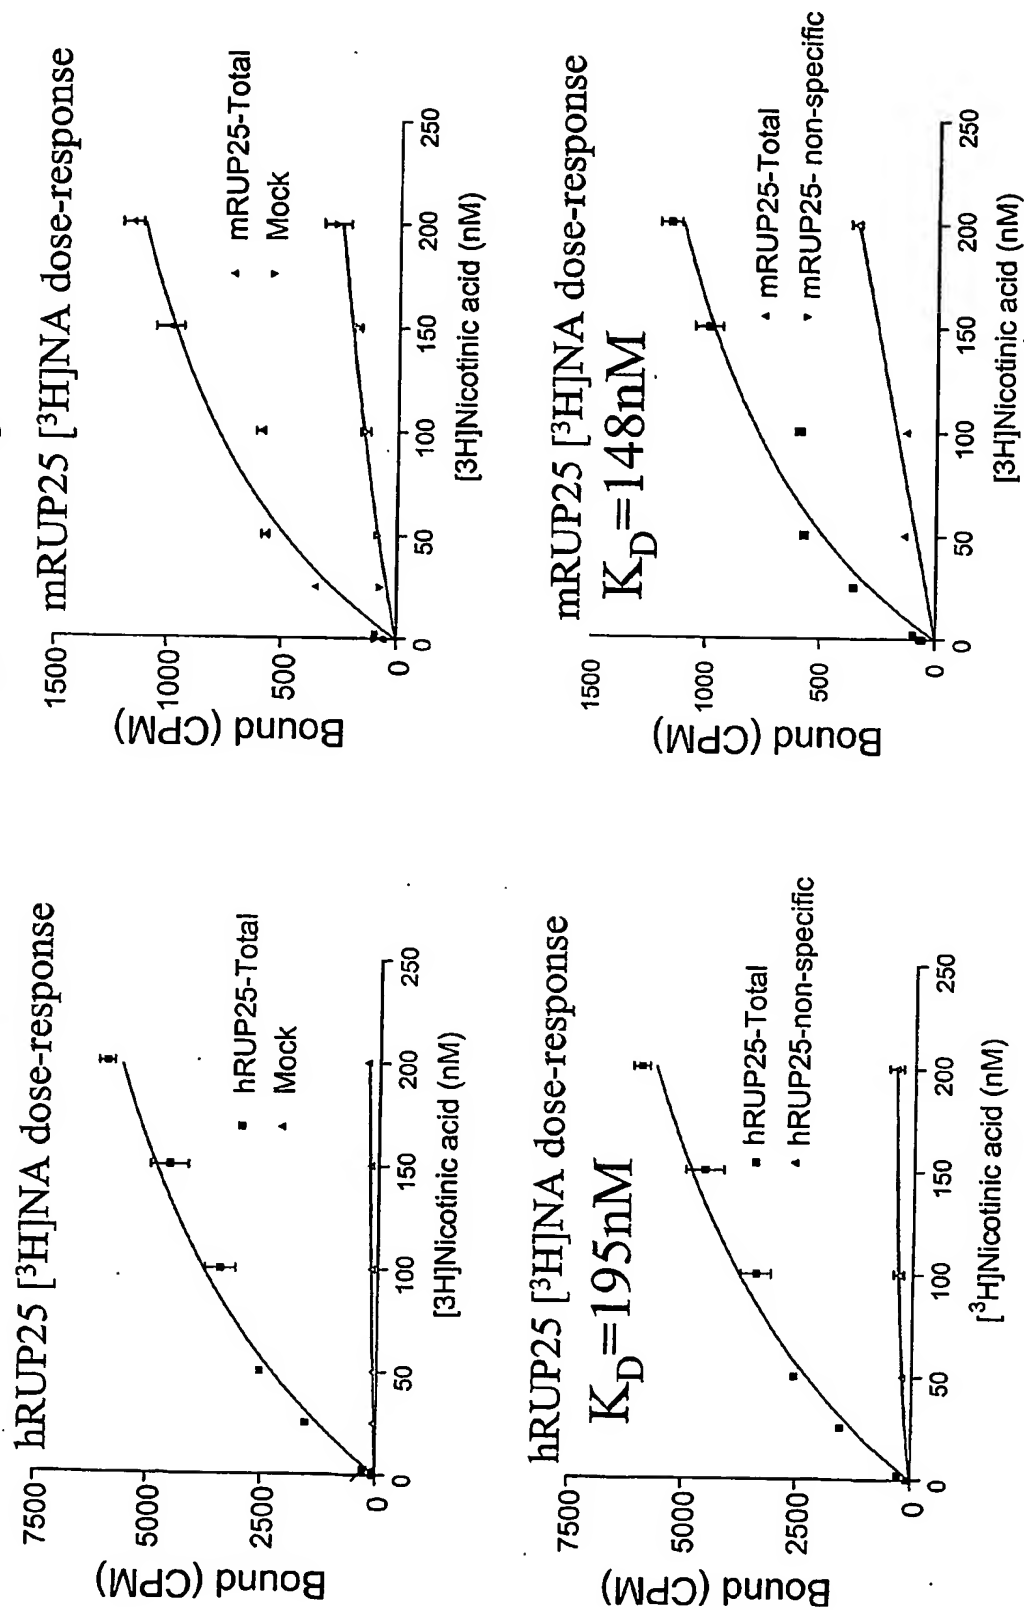 hRUP25 [³H]NA dose-response
7500
5000
2500
0
Bound (CPM)
0 50 100 150 200 250
[3H]Nicotinic acid (nM)
hRUP25-Total
Mock
mRUP25 [³H]NA dose-response
1500
1000
500
0
Bound (CPM)
0 50 100 150 200 250
[3H]Nicotinic acid (nM)
mRUP25-Total
Mock
hRUP25 [³H]NA dose-response
K_D=195nM
7500
5000
2500
0
Bound (CPM)
0 50 100 150 200 250
[³H]Nicotinic acid (nM)
hRUP25-Total
hRUP25-non-specific
mRUP25 [³H]NA dose-response
K_D=148nM
1500
1000
500
0
Bound (CPM)
0 50 100 150 200 250
[3H]Nicotinic acid (nM)
mRUP25-Total
mRUP25- non-specific